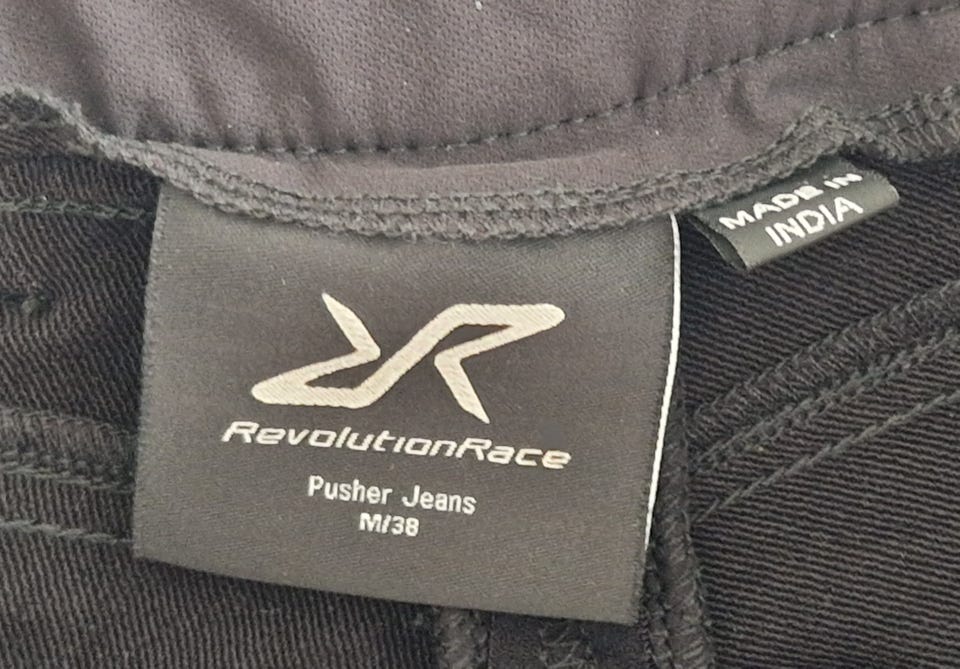 MADE IN
INDIA
RevolutionRace
Pusher Jeans
M/38